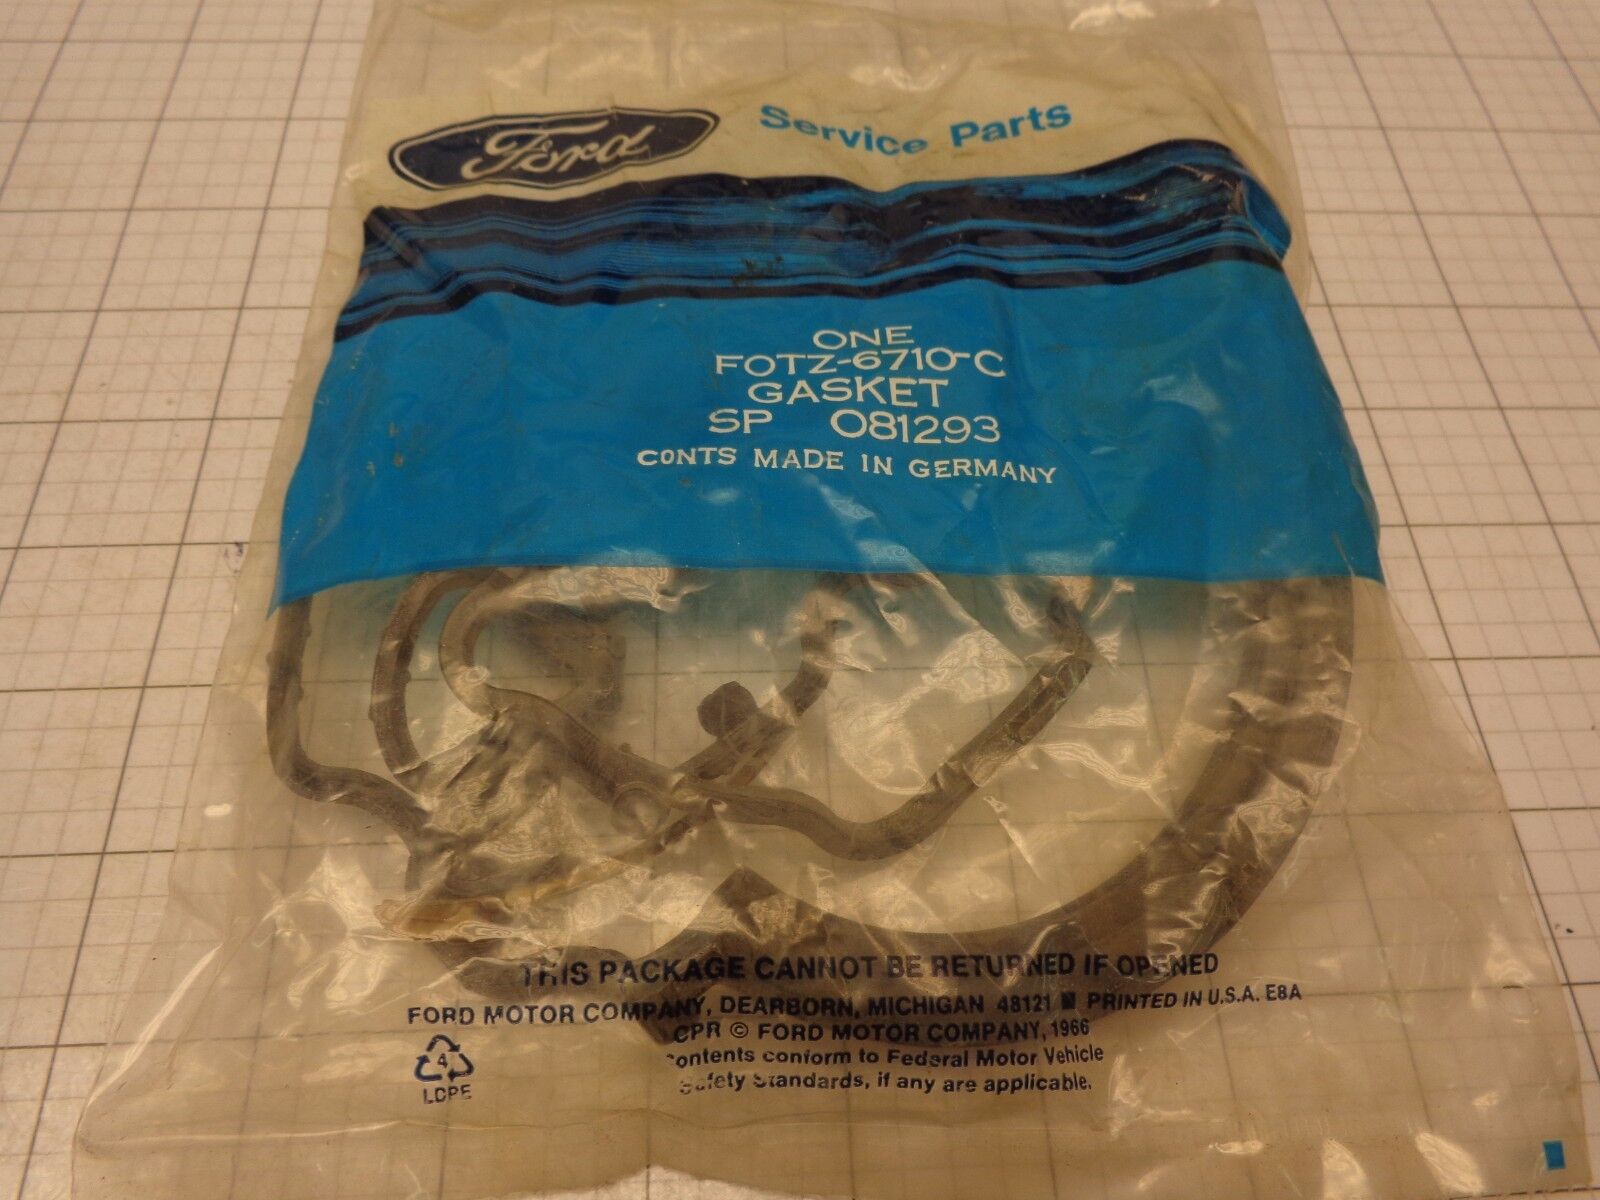 Ford Service Parts
ONE
FOTZ-6710-C
GASKET
SP 081293
CONTS MADE IN GERMANY
THIS PACKAGE CANNOT BE RETURNED IF OPENED
FORD MOTOR COMPANY, DEARBORN, MICHIGAN 48121 ■ PRINTED IN U.S.A. E8A
CPR © FORD MOTOR COMPANY, 1966
Contents conform to Federal Motor Vehicle
Safety Standards, if any are applicable.
4
LDPE